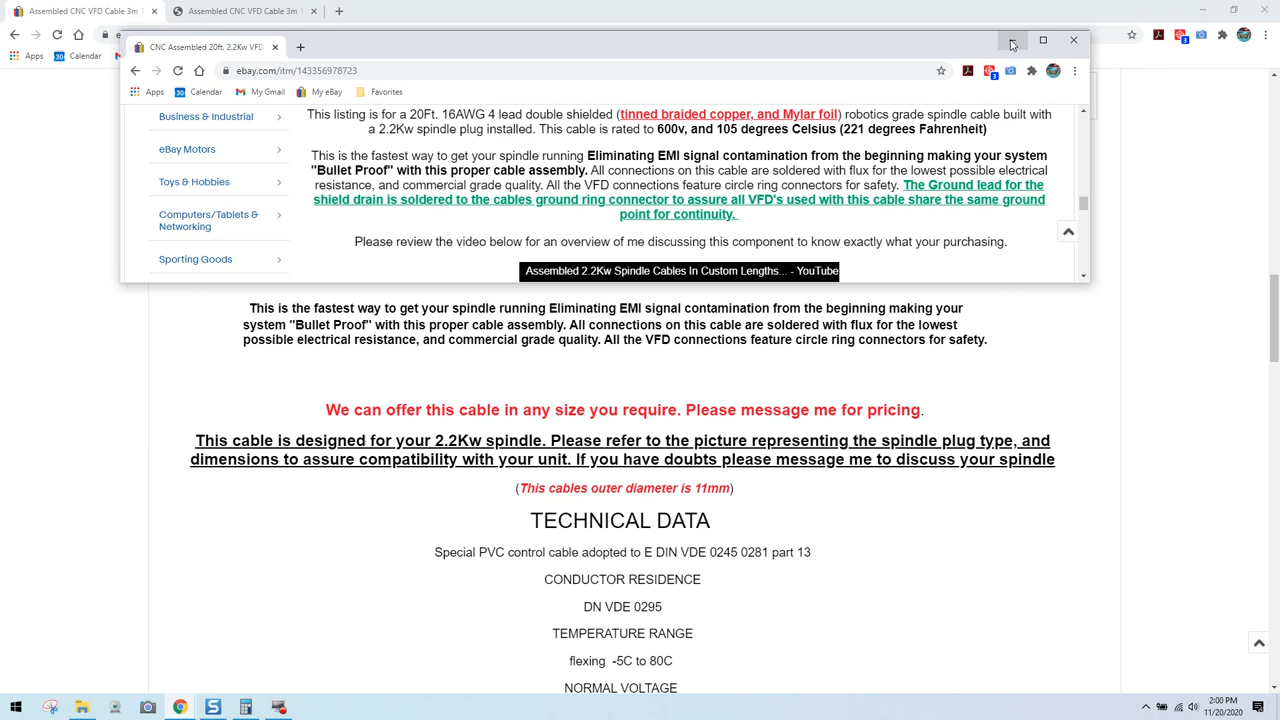 Assembled CNC VFD Cable 3m 1
Assembled CNC VFD Cable 3m 1
CNC Assembled 20ft. 2.2Kw VFD
ebay.com/itm/143356978723
3
3
Apps
30
Calendar
Apps
30
Calendar
My Gmail
My eBay
Favorites
Business & Industrial
eBay Motors
Toys & Hobbies
Computers/Tablets &
Networking
Sporting Goods
This listing is for a 20Ft. 16AWG 4 lead double shielded (tinned braided copper, and Mylar foil) robotics grade spindle cable built with
a 2.2Kw spindle plug installed. This cable is rated to 600v, and 105 degrees Celsius (221 degrees Fahrenheit)
This is the fastest way to get your spindle running Eliminating EMI signal contamination from the beginning making your system
"Bullet Proof" with this proper cable assembly. All connections on this cable are soldered with flux for the lowest possible electrical
resistance, and commercial grade quality. All the VFD connections feature circle ring connectors for safety. The Ground lead for the
shield drain is soldered to the cables ground ring connector to assure all VFD's used with this cable share the same ground
point for continuity.
Please review the video below for an overview of me discussing this component to know exactly what your purchasing.
Assembled 2.2Kw Spindle Cables In Custom Lengths... - YouTube
This is the fastest way to get your spindle running Eliminating EMI signal contamination from the beginning making your
system "Bullet Proof" with this proper cable assembly. All connections on this cable are soldered with flux for the lowest
possible electrical resistance, and commercial grade quality. All the VFD connections feature circle ring connectors for safety.
We can offer this cable in any size you require. Please message me for pricing.
This cable is designed for your 2.2Kw spindle. Please refer to the picture representing the spindle plug type, and
dimensions to assure compatibility with your unit. If you have doubts please message me to discuss your spindle
(This cables outer diameter is 11mm)
TECHNICAL DATA
Special PVC control cable adopted to E DIN VDE 0245 0281 part 13
CONDUCTOR RESIDENCE
DN VDE 0295
TEMPERATURE RANGE
flexing -5C to 80C
NORMAL VOLTAGE
2:00 PM
11/20/2020